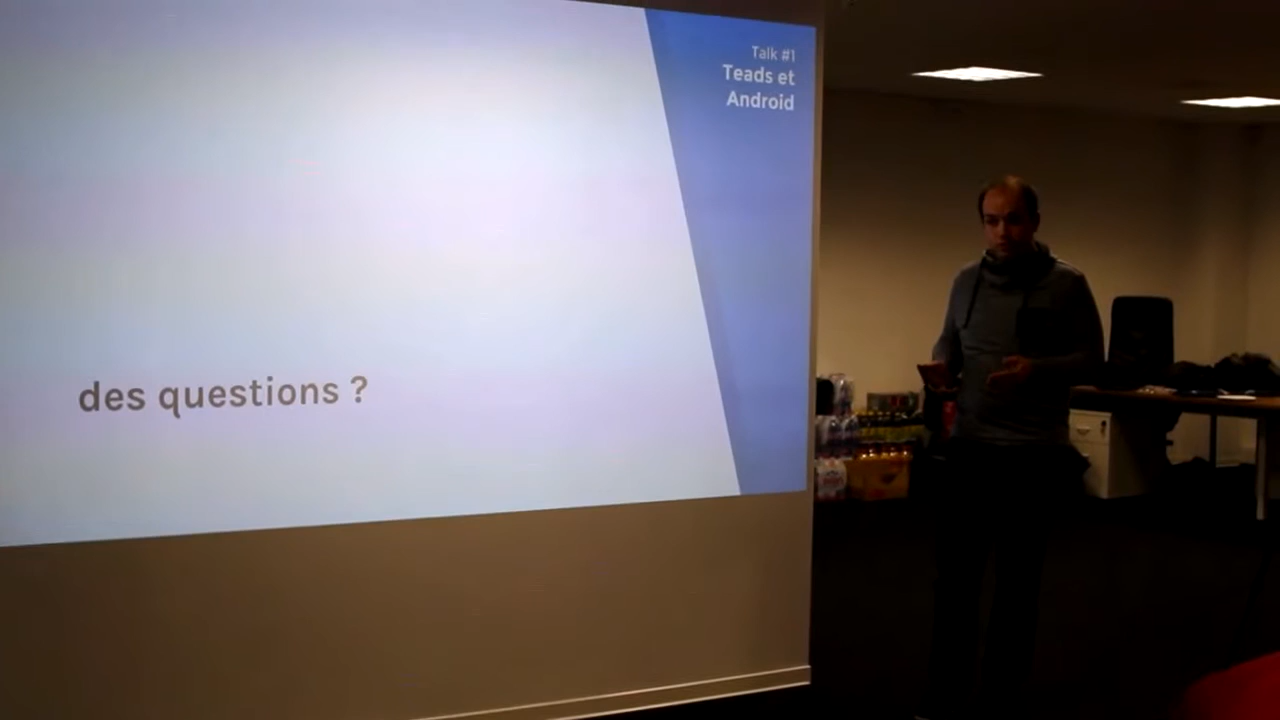 Talk #1
Teads et
Android
des questions ?